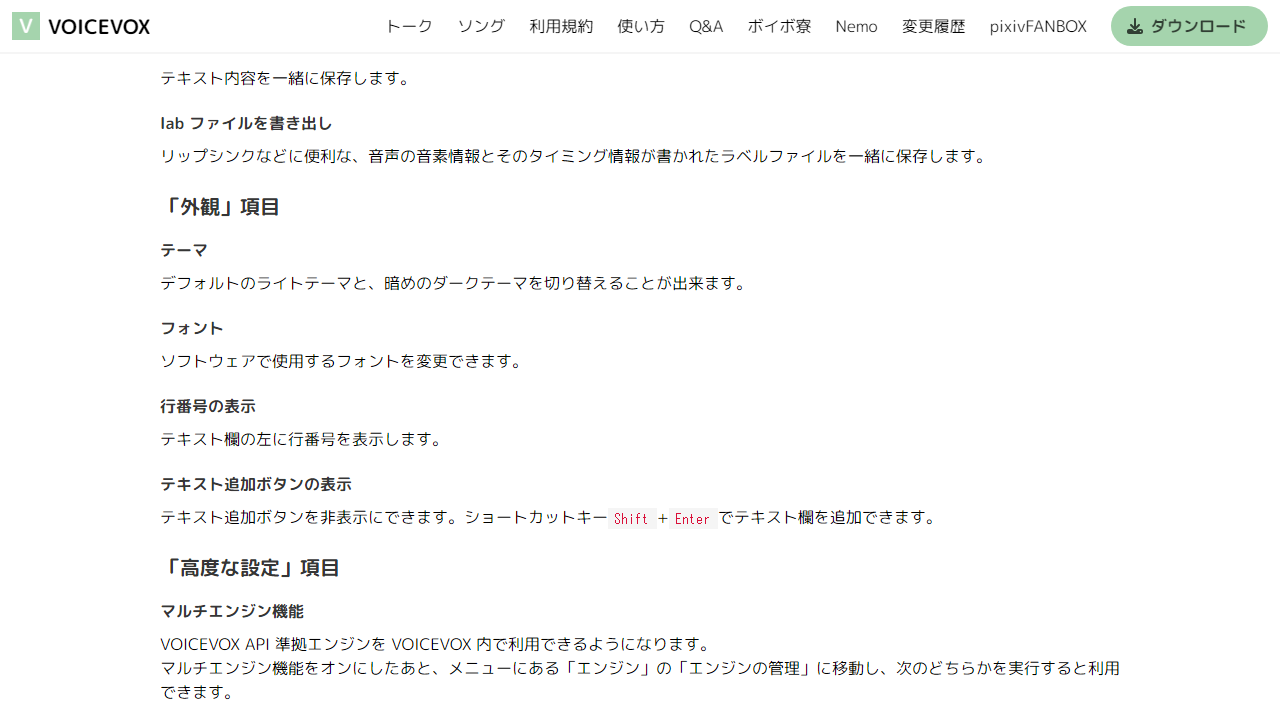 V VOICEVOX トーク ソング 利用規約 使い方 Q&A ボイボ寮 Nemo 変更履歴 pixivFANBOX ダウンロード
テキスト内容を一緒に保存します。
lab ファイルを書き出し
リップシンクなどに便利な、音声の音素情報とそのタイミング情報が書かれたラベルファイルを一緒に保存します。
「外観」項目
テーマ
デフォルトのライトテーマと、暗めのダークテーマを切り替えることが出来ます。
フォント
ソフトウェアで使用するフォントを変更できます。
行番号の表示
テキスト欄の左に行番号を表示します。
テキスト追加ボタンの表示
テキスト追加ボタンを非表示にできます。ショートカットキー Shift + Enter でテキスト欄を追加できます。
「高度な設定」項目
マルチエンジン機能
VOICEVOX API 準拠エンジンを VOICEVOX 内で利用できるようになります。
マルチエンジン機能をオンにしたあと、メニューにある「エンジン」の「エンジンの管理」に移動し、次のどちらかを実行すると利用
できます。